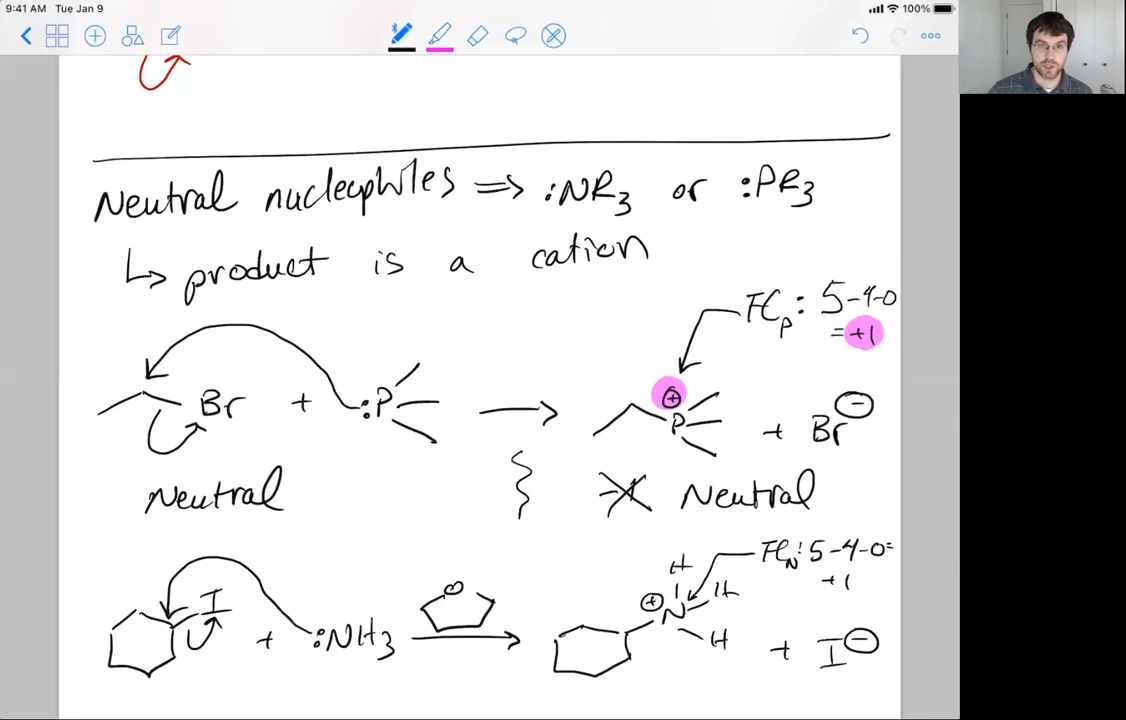 9:41 AM Tue Jan 9
100%
Neutral nucleophiles ⇒ :NR3 or :PR3
↳ product is a cation
FCp: 5-4-0
= +1
Br + :P → ⊕ P + Br ⊖
Neutral Neutral
FCN: 5-4-0=
+1
I + :NH3 → O ⊕ N H H H + I ⊖